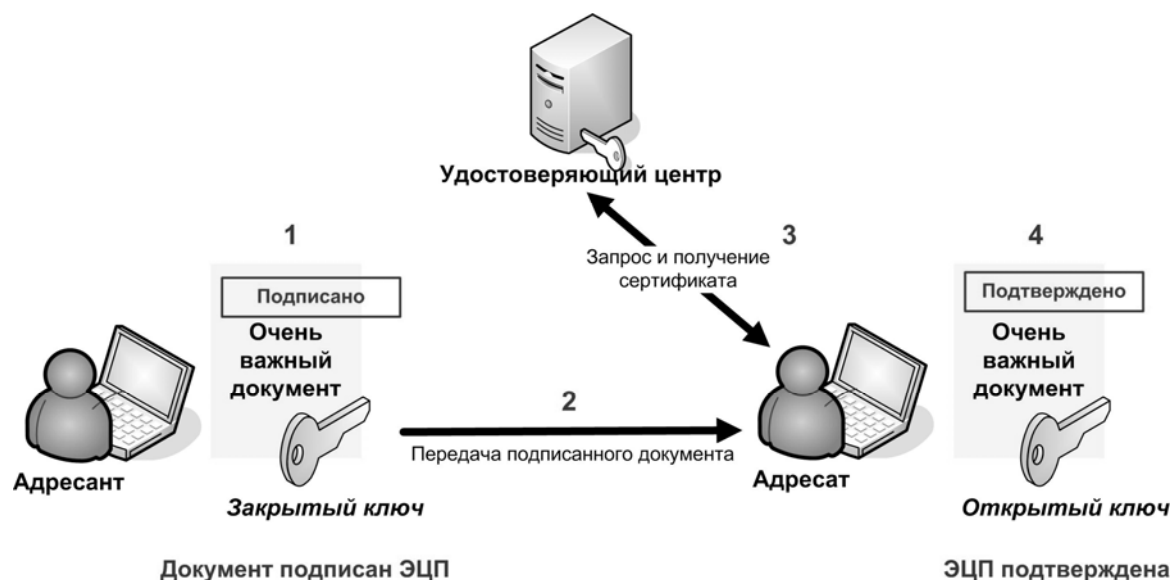 Удостоверяющий центр
1
Подписано
Очень
важный
документ
Адресант
Закрытый ключ
Документ подписан ЭЦП
2
Передача подписанного документа
3
Запрос и получение
сертификата
Адресат
4
Подтверждено
Очень
важный
документ
Открытый ключ
ЭЦП подтверждена